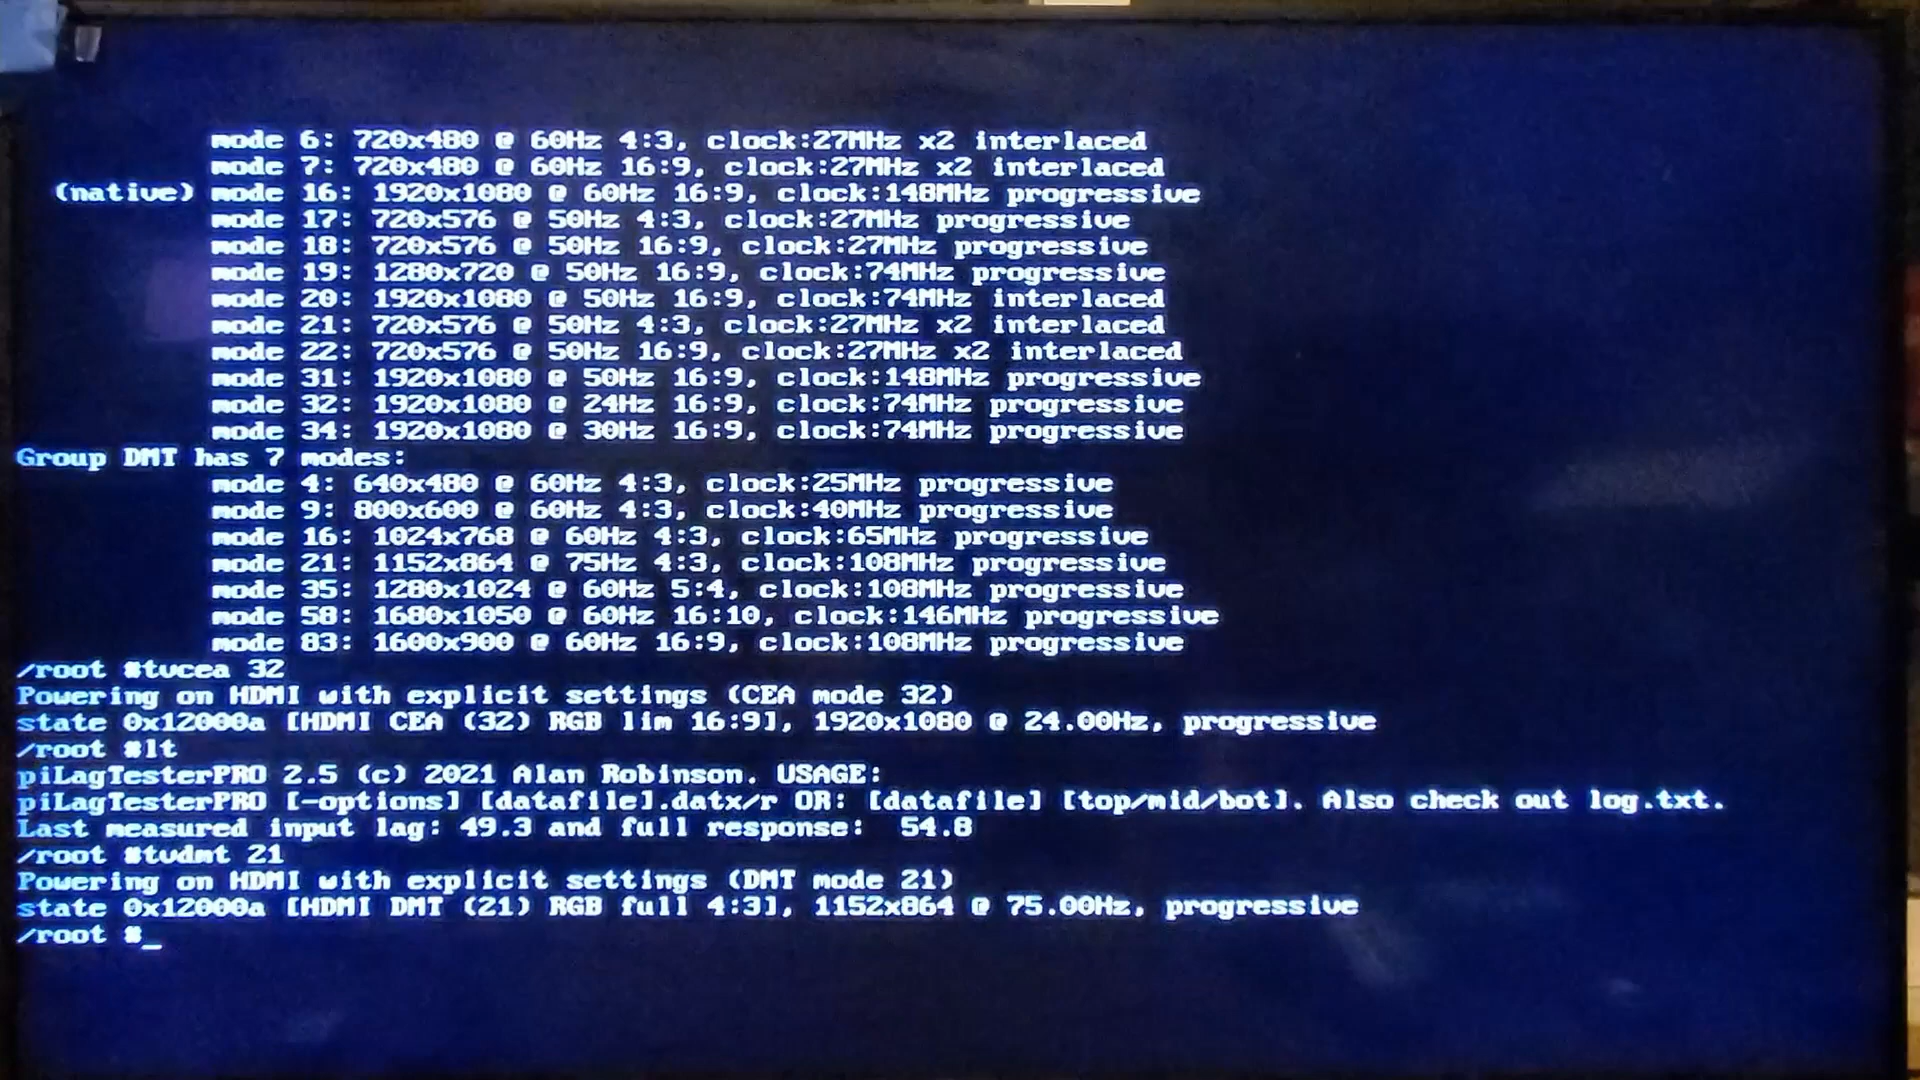 mode 6: 720x480 @ 60Hz 4:3, clock:27MHz x2 interlaced
mode 7: 720x480 @ 60Hz 16:9, clock:27MHz x2 interlaced
(native) mode 16: 1920x1080 @ 60Hz 16:9, clock:148MHz progressive
mode 17: 720x576 @ 50Hz 4:3, clock:27MHz progressive
mode 18: 720x576 @ 50Hz 16:9, clock:27MHz progressive
mode 19: 1280x720 @ 50Hz 16:9, clock:74MHz progressive
mode 20: 1920x1080 @ 50Hz 16:9, clock:74MHz interlaced
mode 21: 720x576 @ 50Hz 4:3, clock:27MHz x2 interlaced
mode 22: 720x576 @ 50Hz 16:9, clock:27MHz x2 interlaced
mode 31: 1920x1080 @ 50Hz 16:9, clock:148MHz progressive
mode 32: 1920x1080 @ 24Hz 16:9, clock:74MHz progressive
mode 34: 1920x1080 @ 30Hz 16:9, clock:74MHz progressive
Group DMT has 7 modes:
mode 4: 640x480 @ 60Hz 4:3, clock:25MHz progressive
mode 9: 800x600 @ 60Hz 4:3, clock:40MHz progressive
mode 16: 1024x768 @ 60Hz 4:3, clock:65MHz progressive
mode 21: 1152x864 @ 75Hz 4:3, clock:108MHz progressive
mode 35: 1280x1024 @ 60Hz 5:4, clock:108MHz progressive
mode 58: 1680x1050 @ 60Hz 16:10, clock:146MHz progressive
mode 83: 1600x900 @ 60Hz 16:9, clock:108MHz progressive
/root #tvcea 32
Powering on HDMI with explicit settings (CEA mode 32)
state 0x12000a [HDMI CEA (32) RGB lim 16:9], 1920x1080 @ 24.00Hz, progressive
/root #lt
piLagTesterPRO 2.5 (c) 2021 Alan Robinson. USAGE:
piLagTesterPRO [-options] [datafile].datx/r OR: [datafile] [top/mid/bot]. Also check out log.txt.
Last measured input lag: 49.3 and full response:  54.8
/root #tvdmt 21
Powering on HDMI with explicit settings (DMT mode 21)
state 0x12000a [HDMI DMT (21) RGB full 4:3], 1152x864 @ 75.00Hz, progressive
/root #_